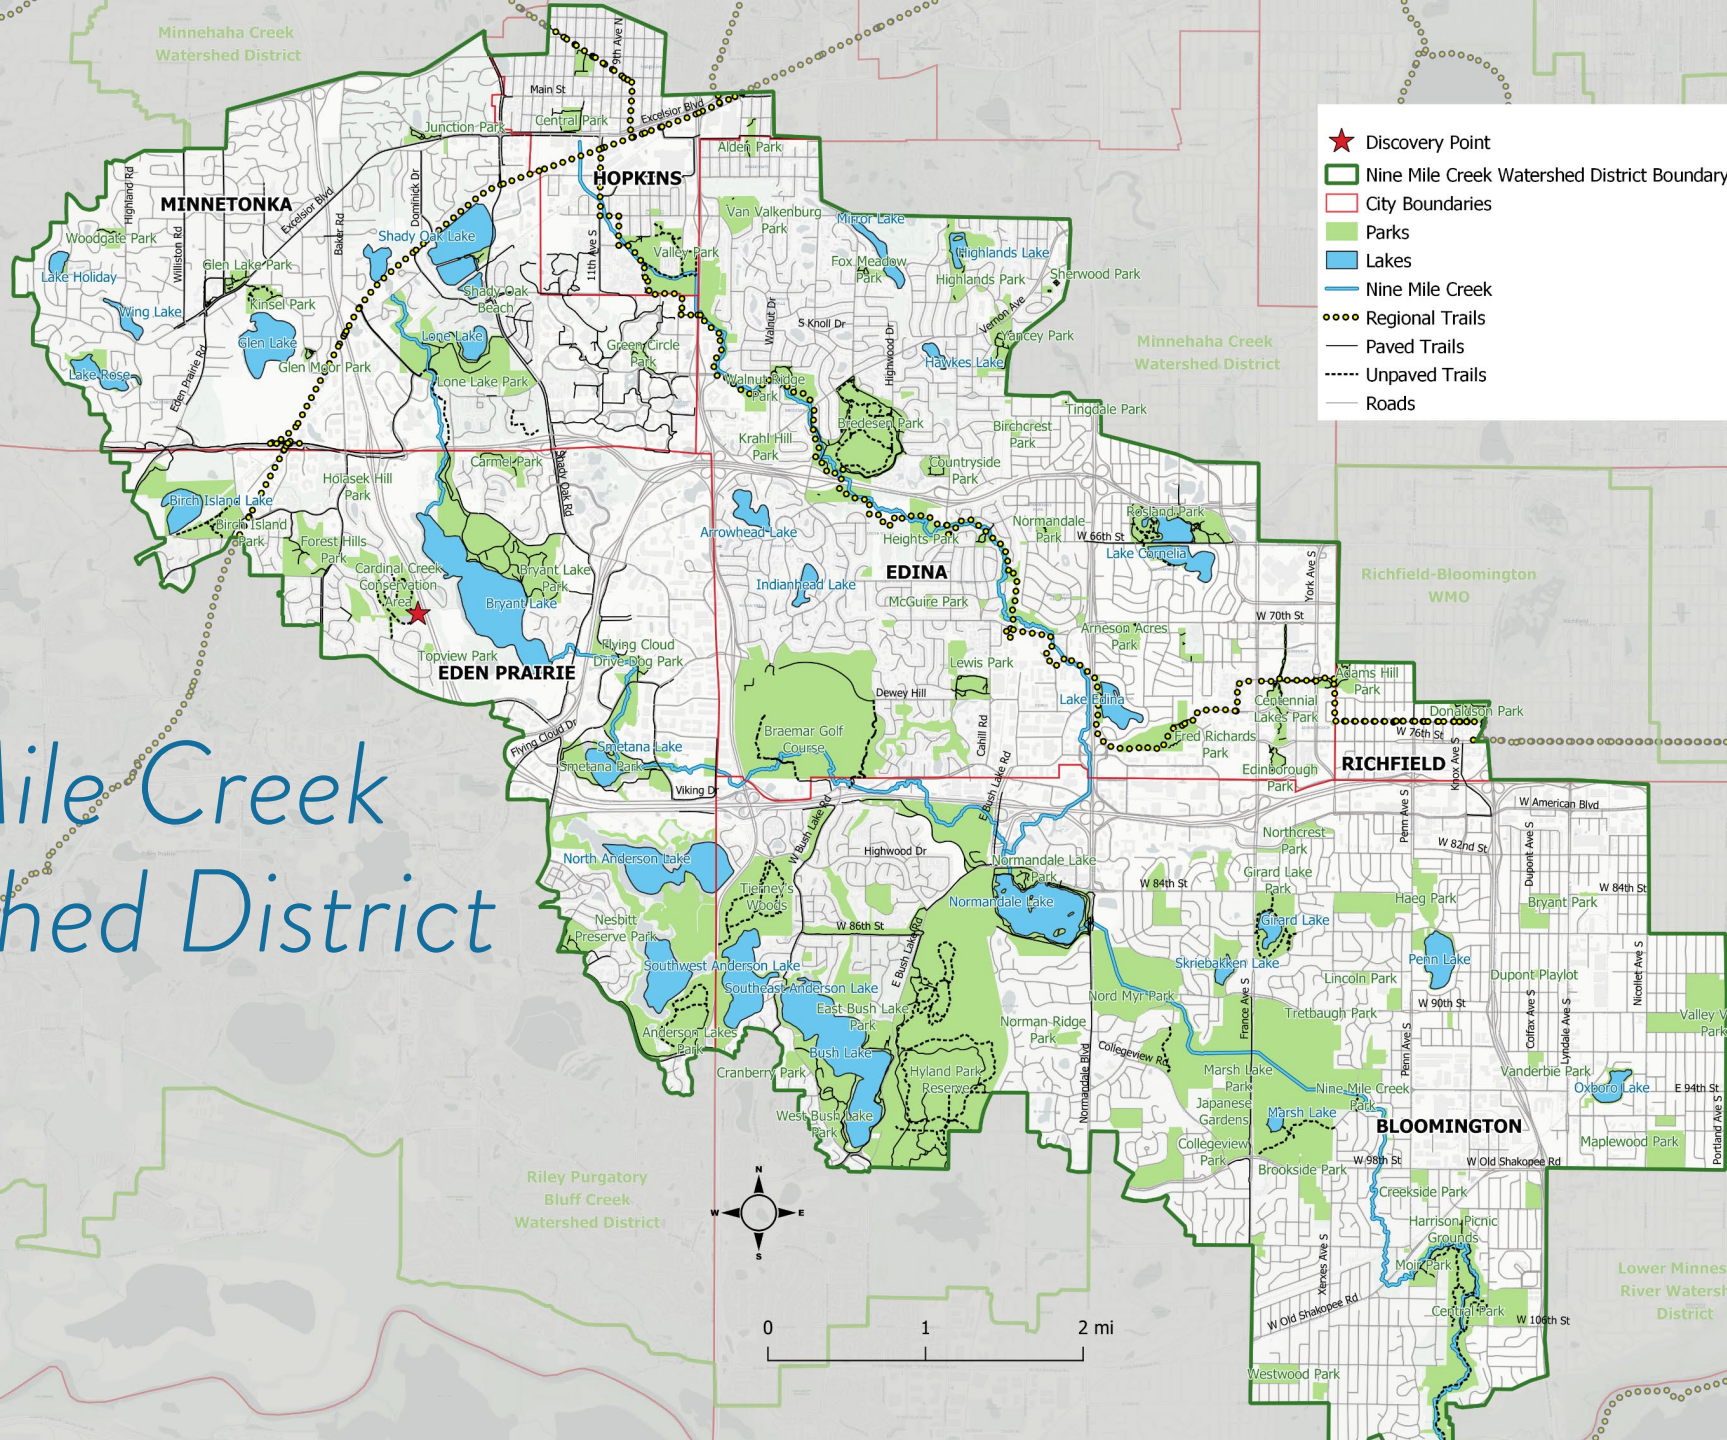 Minnehaha Creek
Watershed District
9th Ave N
Main St
Excelsior Blvd
Junction Park
Central Park
Alden Park
Discovery Point
Nine Mile Creek Watershed District Boundary
City Boundaries
Parks
Lakes
Nine Mile Creek
Regional Trails
Paved Trails
Unpaved Trails
Roads
HOPKINS
MINNETONKA
Highland Rd
Williston Rd
Excelsior Blvd
Baker Rd
Dominick Dr
Woodgate Park
Lake Holiday
Glen Lake Park
Kinsel Park
Wing Lake
Glen Lake
Lake Rose
Glen Moor Park
Eden Prairie Rd
Shady Oak Lake
Shady Oak
Beach
Lone Lake
Lone Lake Park
11th Ave S
Valley Park
Van Valkenburg
Park
Mirror Lake
Fox Meadow
Park
Highlands Lake
Highlands Park
Sherwood Park
Vernon Ave
Yancey Park
Hawkes Lake
S Knoll Dr
Walnut Dr
Highwood Dr
Green Circle
Park
Walnut Ridge
Park
Minnehaha Creek
Watershed District
Bredesen Park
Krahl Hill
Park
Tingdale Park
Birchcrest
Park
Countryside
Park
Carmel Park
Shady Oak Rd
Holasek Hill
Park
Birch Island Lake
Birch Island
Park
Forest Hills
Park
Cardinal Creek
Conservation
Area
Bryant Lake
Park
Bryant Lake
Arrowhead Lake
Indianhead Lake
Heights Park
EDINA
McGuire Park
Normandale
Park
W 66th St
Rosland Park
Lake Cornelia
York Ave S
W 70th St
Richfield-Bloomington
WMO
Arneson Acres
Park
Topview Park
EDEN PRAIRIE
Flying Cloud
Drive Dog Park
Flying Cloud Dr
Lewis Park
Dewey Hill
Lake Edina
Cahill Rd
Centennial
Lakes Park
Adams Hill
Park
Donaldson Park
W 76th St
Fred Richards
Park
Edinborough
Park
RICHFIELD
Knox Ave S
Braemar Golf
Course
Smetana Lake
Smetana Park
Viking Dr
W Bush Lake Rd
E Bush Lake Rd
Mile Creek
hed District
W American Blvd
Penn Ave S
W 82nd St
Dupont Ave S
Northcrest
Park
North Anderson Lake
Highwood Dr
Tierney's
Woods
Normandale Lake
Park
Normandale Lake
W 84th St
Girard Lake
Park
Girard Lake
Haeg Park
Bryant Park
W 84th St
Nesbitt
Preserve Park
W 86th St
E Bush Lake Rd
Southwest Anderson Lake
Southeast Anderson Lake
East Bush Lake
Park
Skriebakken Lake
Penn Lake
Lincoln Park
Dupont Playlot
Nicollet Ave S
Nord Myr Park
France Ave S
Tretbaugh Park
W 90th St
Colfax Ave S
Lyndale Ave S
Valley V
Park
Anderson Lakes
Park
Cranberry Park
Bush Lake
Hyland Park
Reserve
Norman Ridge
Park
Normandale Blvd
Collegeview Rd
Marsh Lake
Park
Penn Ave S
Vanderbie Park
Oxboro Lake
E 94th St
Portland Ave S
Nine Mile Creek
Park
West Bush Lake
Park
Japanese
Gardens
Marsh Lake
BLOOMINGTON
Collegeview
Park
Maplewood Park
Brookside Park
W 98th St
W Old Shakopee Rd
Riley Purgatory
Bluff Creek
Watershed District
N
W
E
S
Creekside Park
Harrison Picnic
Grounds
Moir Park
Xerxes Ave S
W Old Shakopee Rd
Central Park
W 106th St
Lower Minnes
River Watersh
District
0
1
2 mi
Westwood Park